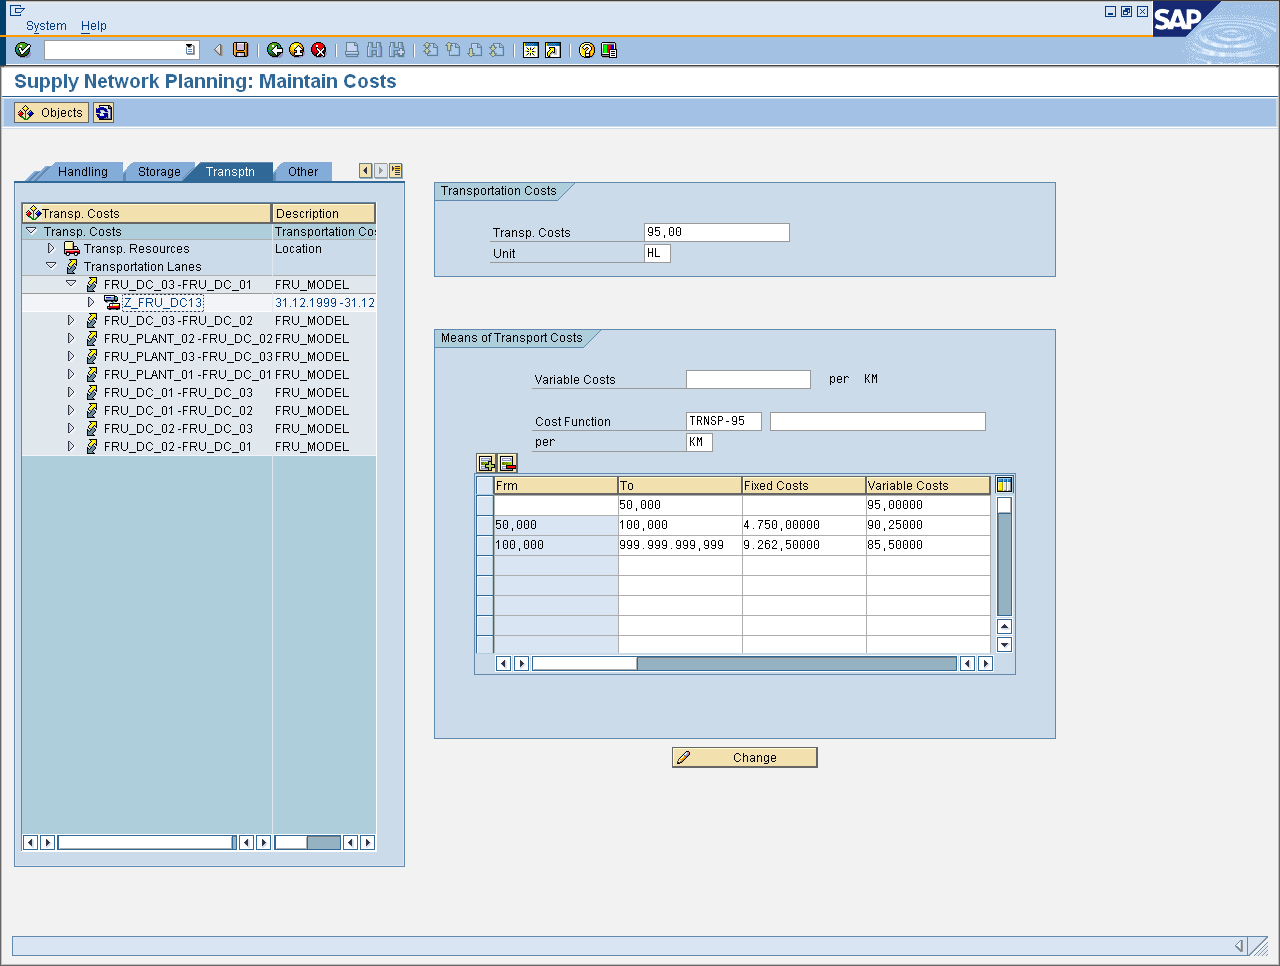 System Help
SAP
Supply Network Planning: Maintain Costs
Objects
Handling Storage Transptn Other
Transp. Costs Description
Transp. Costs Transportation Cos
Transp. Resources Location
Transportation Lanes
FRU_DC_03 -FRU_DC_01 FRU_MODEL
Z_FRU_DC13 31.12.1999 -31.12
FRU_DC_03 -FRU_DC_02 FRU_MODEL
FRU_PLANT_02 -FRU_DC_02 FRU_MODEL
FRU_PLANT_03 -FRU_DC_03 FRU_MODEL
FRU_PLANT_01 -FRU_DC_01 FRU_MODEL
FRU_DC_01 -FRU_DC_03 FRU_MODEL
FRU_DC_01 -FRU_DC_02 FRU_MODEL
FRU_DC_02 -FRU_DC_03 FRU_MODEL
FRU_DC_02 -FRU_DC_01 FRU_MODEL
Transportation Costs
Transp. Costs 95,00
Unit HL
Means of Transport Costs
Variable Costs per KM
Cost Function TRNSP-95
per KM
Frm To Fixed Costs Variable Costs
50,000 95,00000
50,000 100,000 4.750,00000 90,25000
100,000 999.999.999,999 9.262,50000 85,50000
Change